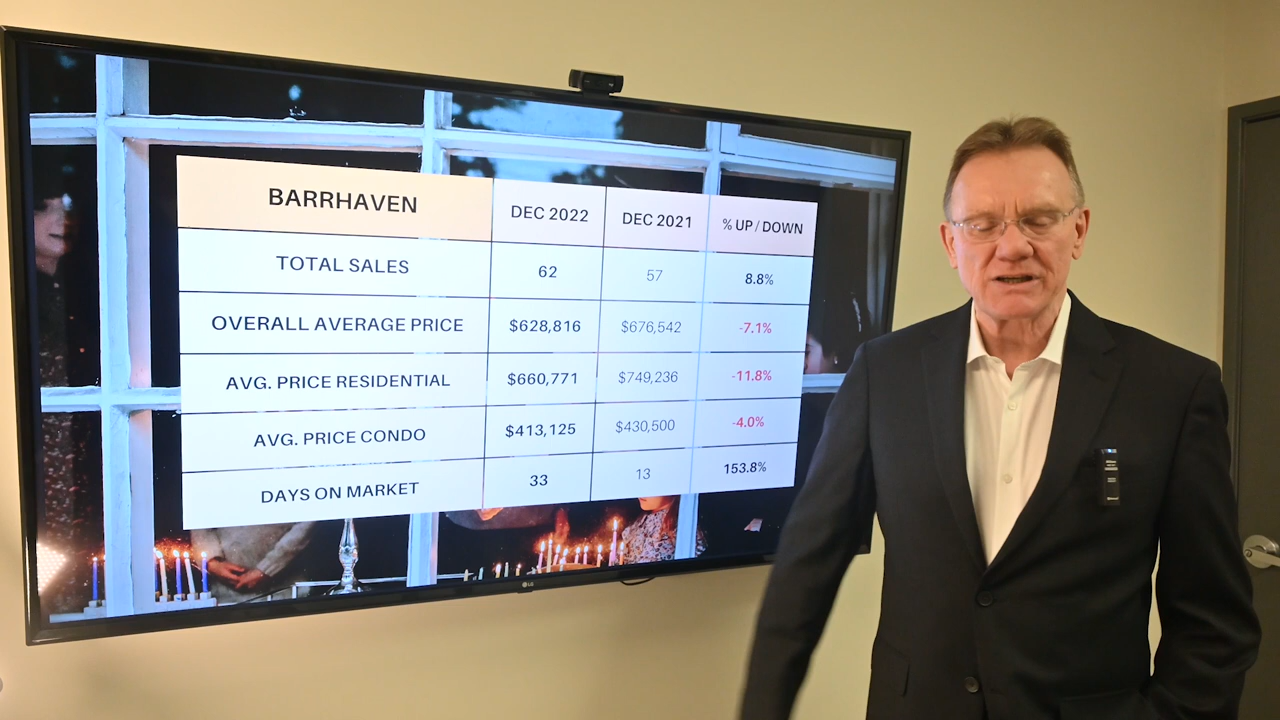 BARRHAVEN DEC 2022 DEC 2021 % UP / DOWN
TOTAL SALES 62 57 8.8%
OVERALL AVERAGE PRICE $628,816 $676,542 -7.1%
AVG. PRICE RESIDENTIAL $660,771 $749,236 -11.8%
AVG. PRICE CONDO $413,125 $430,500 -4.0%
DAYS ON MARKET 33 13 153.8%
LG